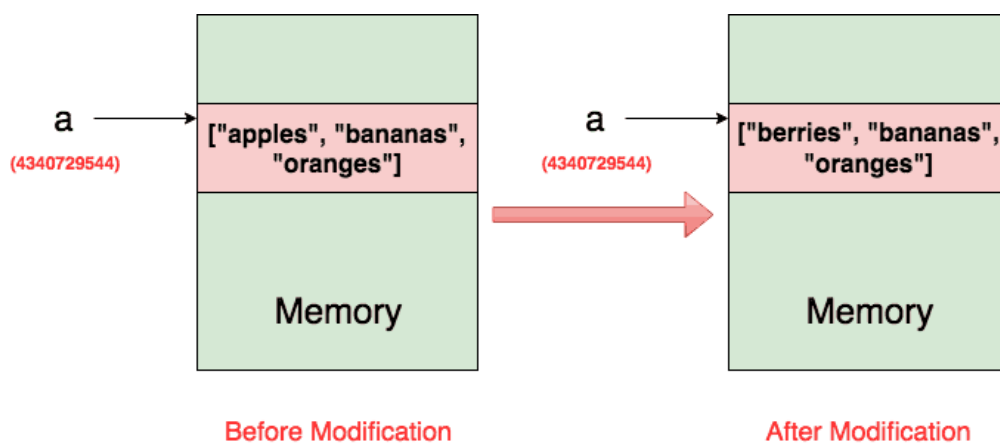 a
(4340729544)
["apples", "bananas",
"oranges"]
Memory
Before Modification
a
(4340729544)
["berries", "bananas",
"oranges"]
Memory
After Modification